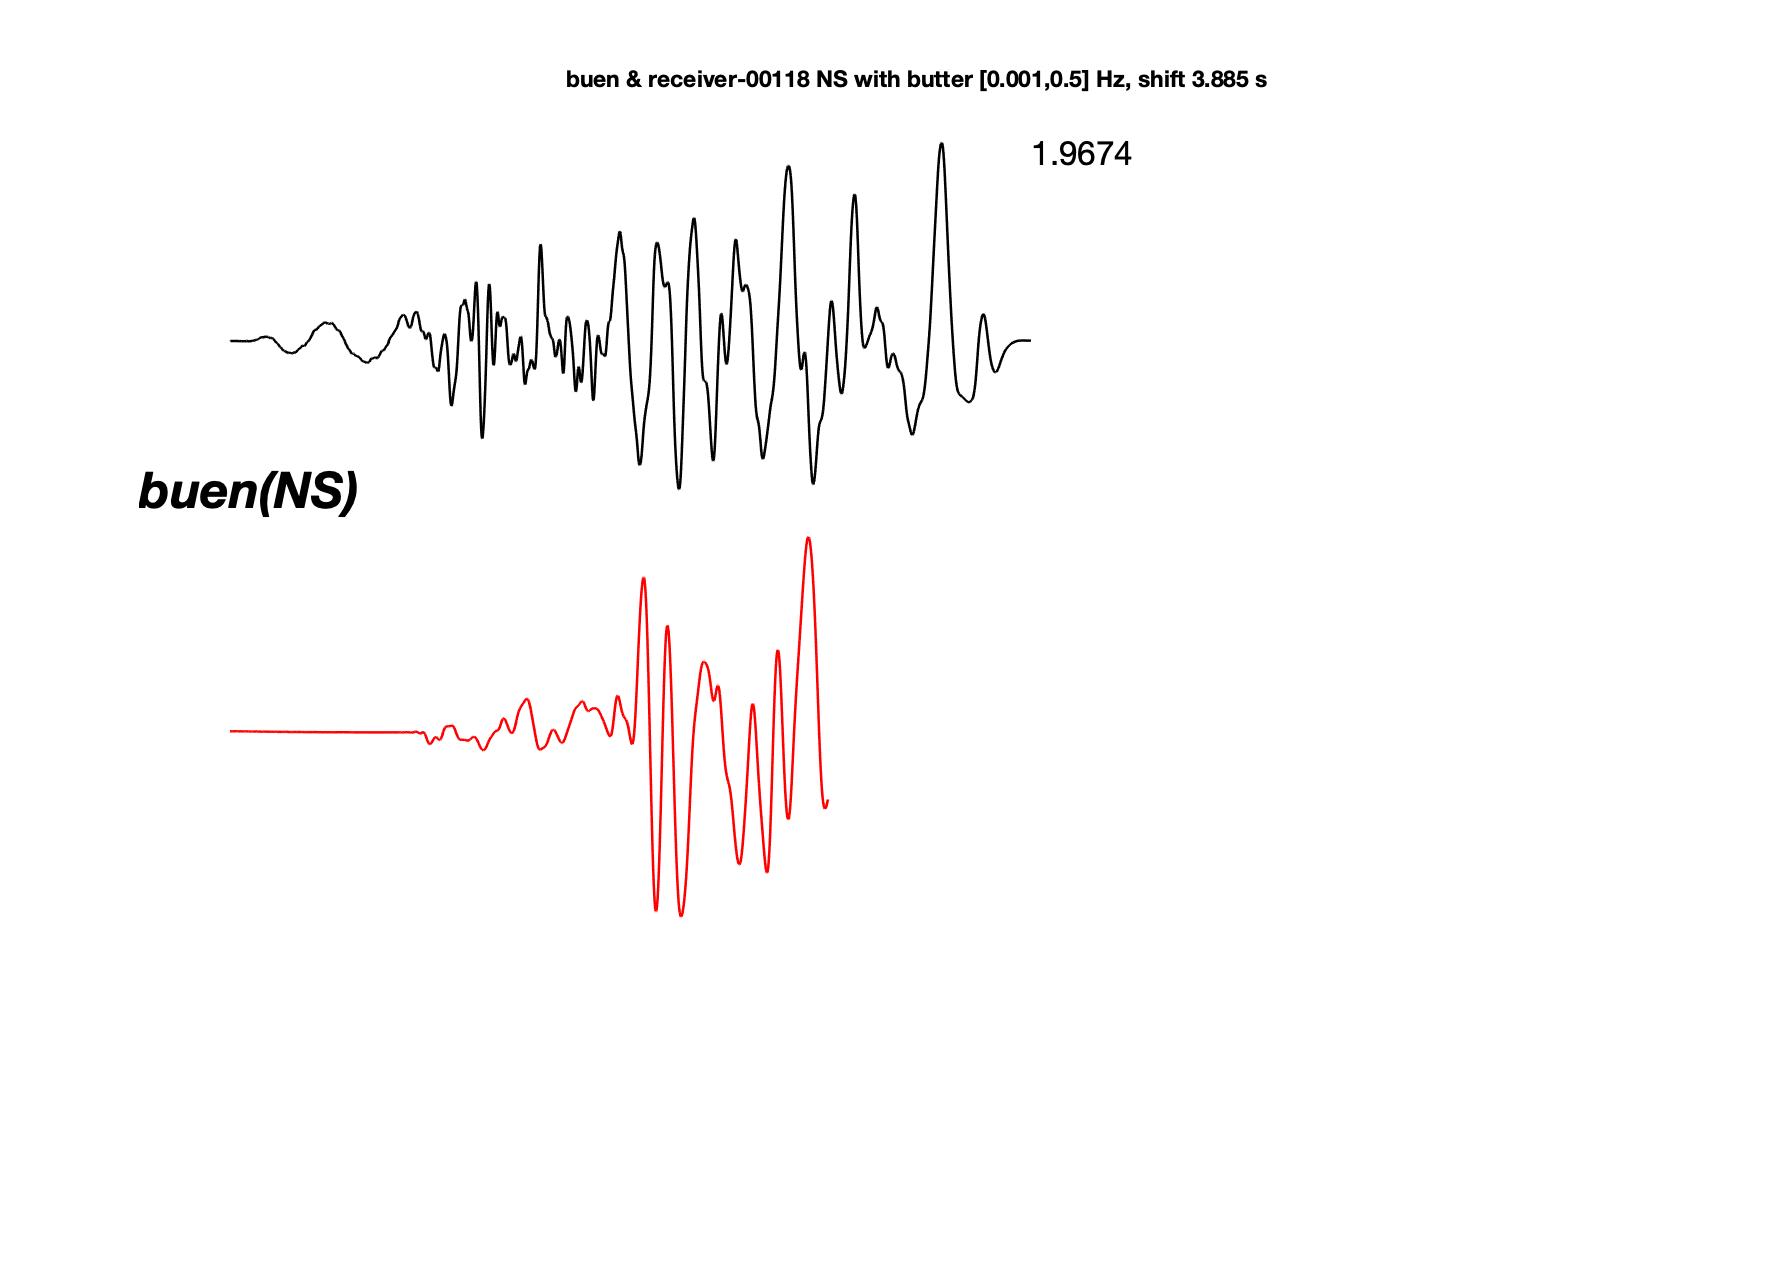 buen & receiver-00118 NS with butter [0.001,0.5] Hz, shift 3.885 s
1.9674
buen(NS)